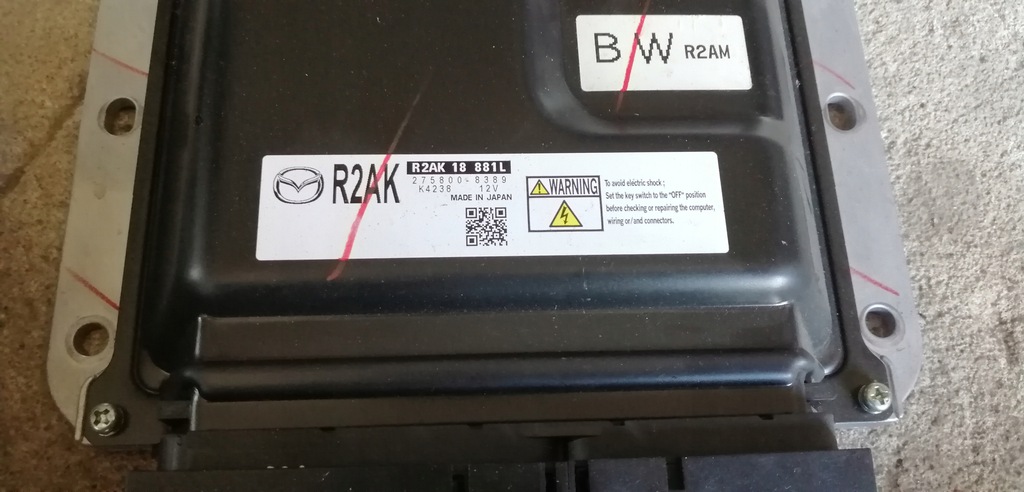 BW R2AM
R2AK
R2AK 18 881L
275800-8389
K4238 12V
MADE IN JAPAN
WARNING
To avoid electric shock ;
Set the key switch to the "OFF" position
before checking or repairing the computer,
wiring or/and connectors.